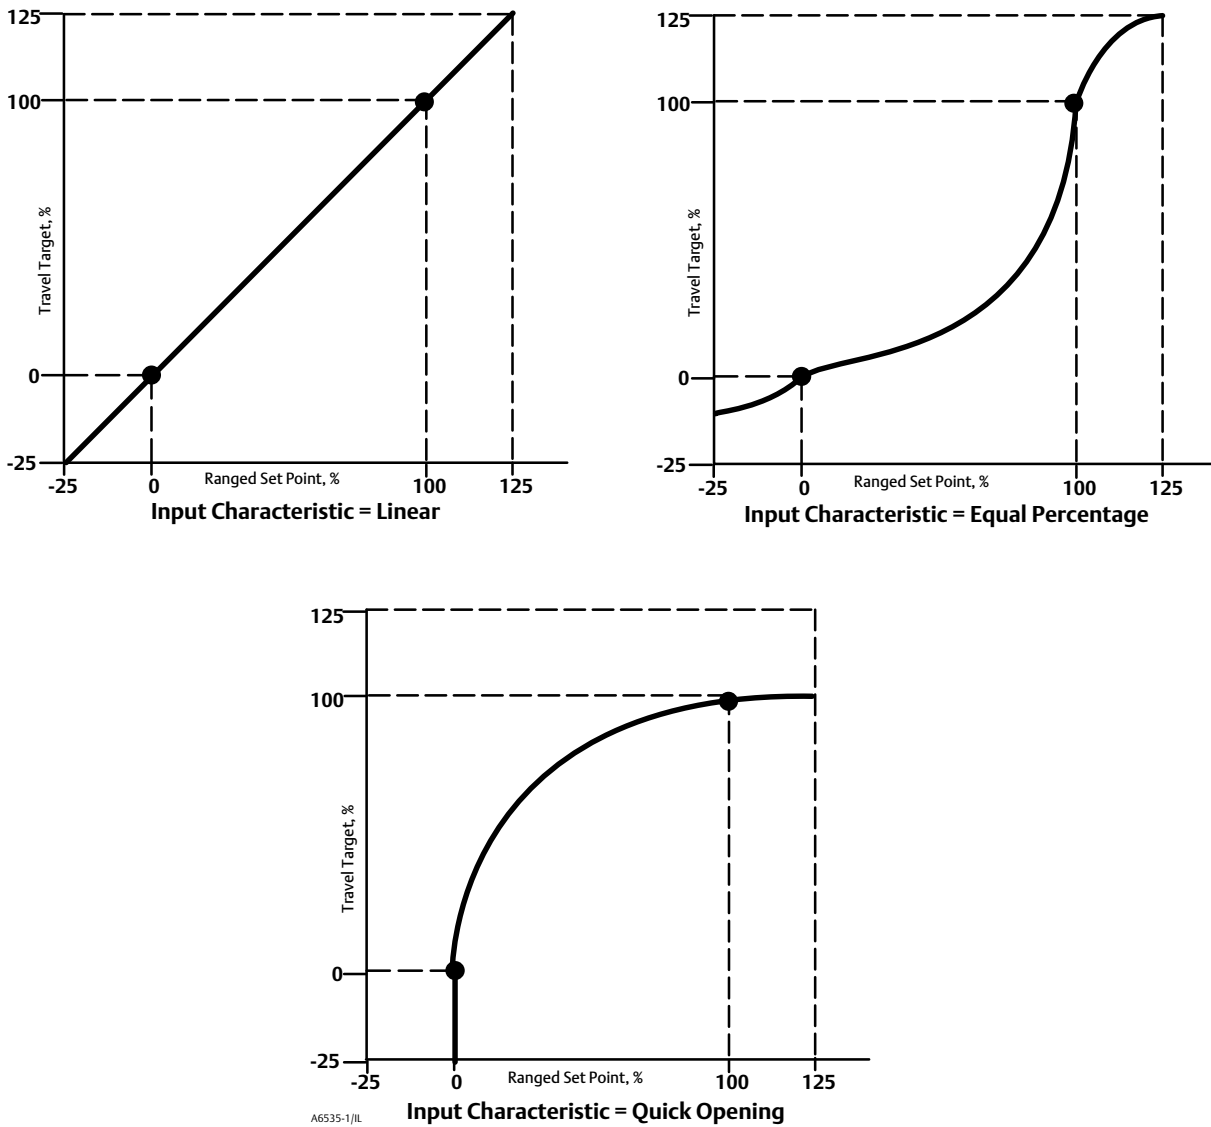 125
100
Travel Target, %
0
-25
-25
0
Ranged Set Point, %
100
125
Input Characteristic = Linear
125
100
Travel Target, %
0
-25
-25
0
Ranged Set Point, %
100
125
Input Characteristic = Equal Percentage
125
100
Travel Target, %
0
-25
-25
0
Ranged Set Point, %
100
125
A6535-1/IL
Input Characteristic = Quick Opening